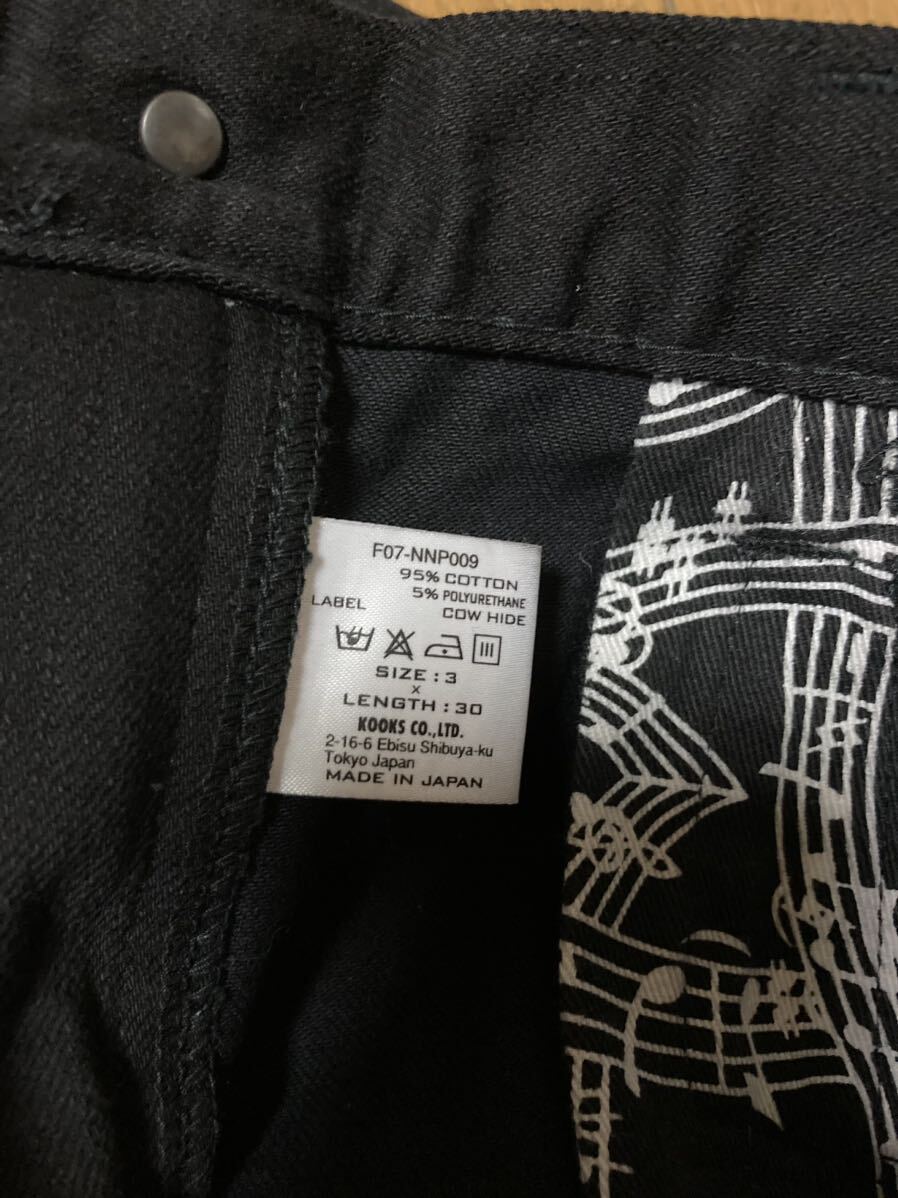 F07-NNP009
95% COTTON
5% POLYURETHANE
LABEL COW HIDE
SIZE : 3
x
LENGTH : 30
KOOKS CO.,LTD.
2-16-6 Ebisu Shibuya-ku
Tokyo Japan
MADE IN JAPAN